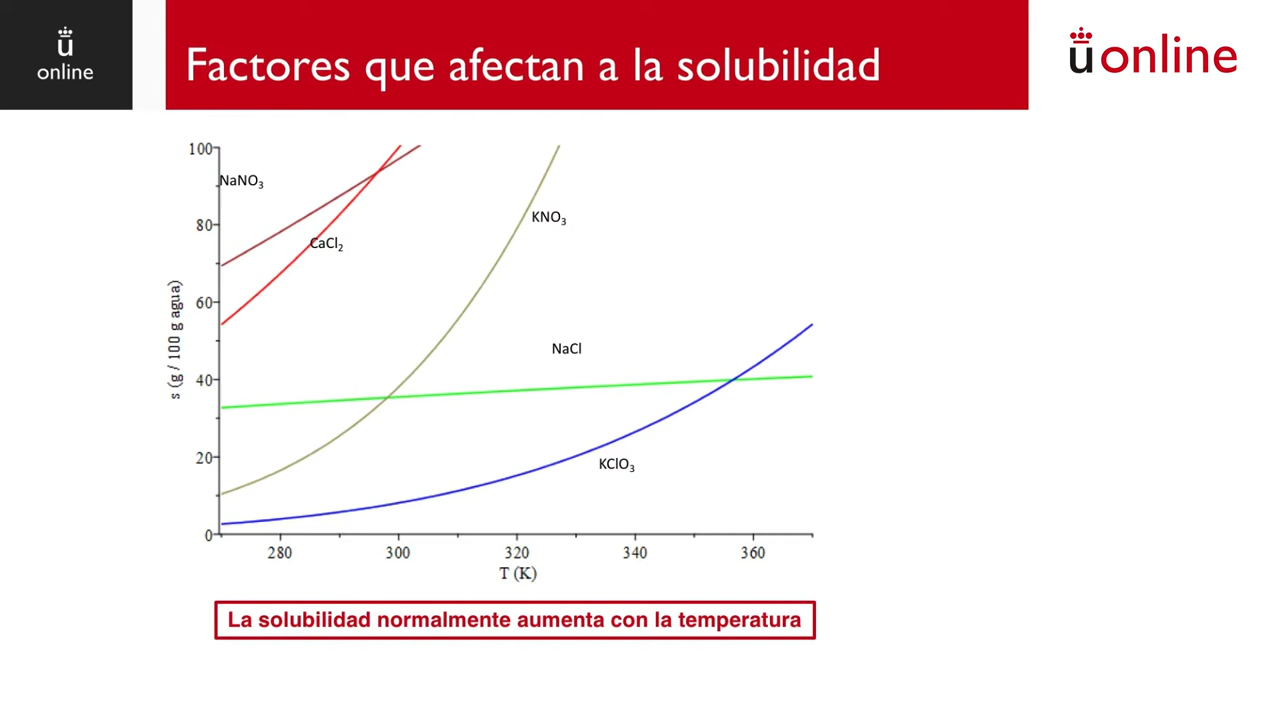 ü
online
Factores que afectan a la solubilidad
üonline
100
80
60
40
20
0
s (g / 100 g agua)
NaNO₃
CaCl₂
KNO₃
NaCl
KClO₃
280 300 320 340 360
T (K)
La solubilidad normalmente aumenta con la temperatura